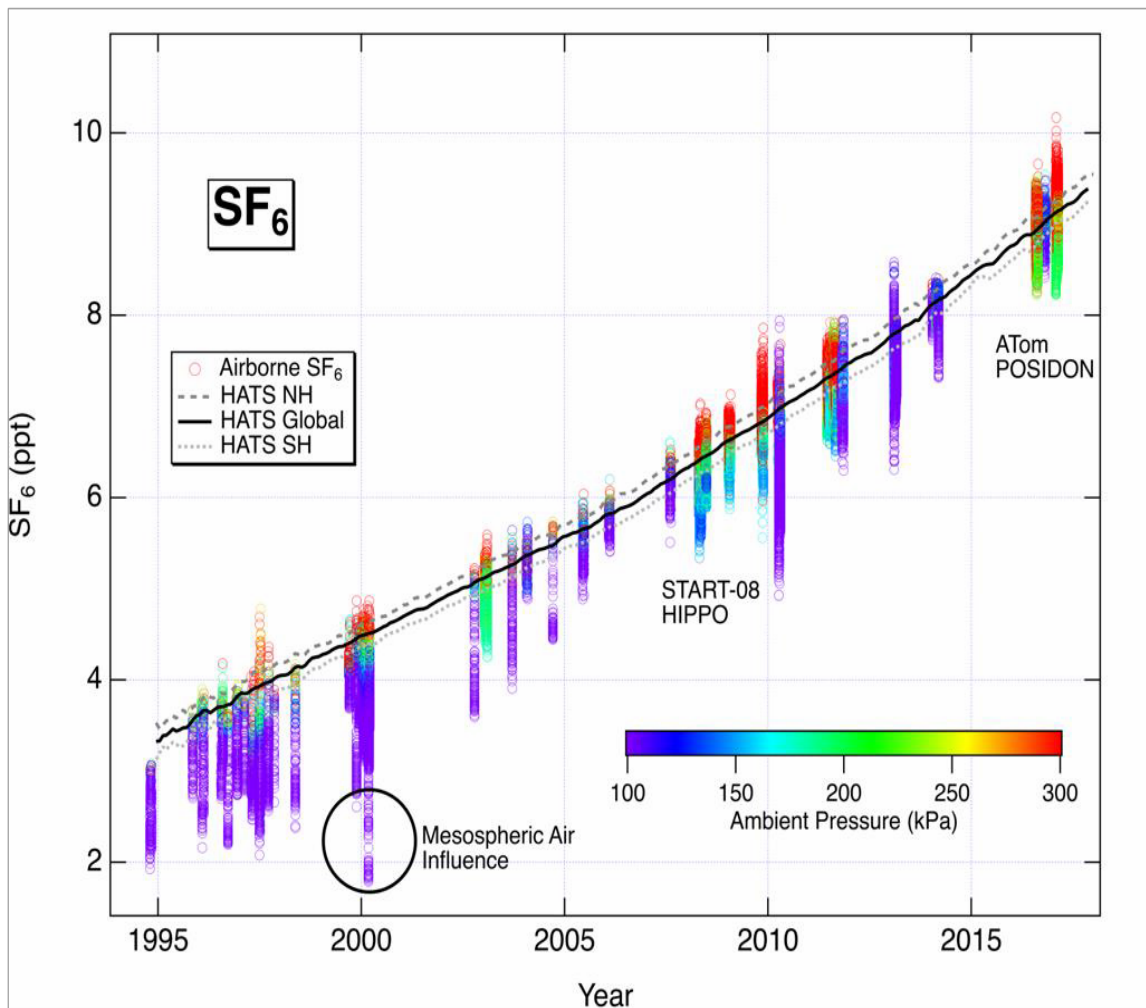 10
8
6
4
2
SF6 (ppt)
SF6
Airborne SF6
HATS NH
HATS Global
HATS SH
ATom
POSIDON
START-08
HIPPO
Mesospheric Air
Influence
100 150 200 250 300
Ambient Pressure (kPa)
1995 2000 2005 2010 2015
Year